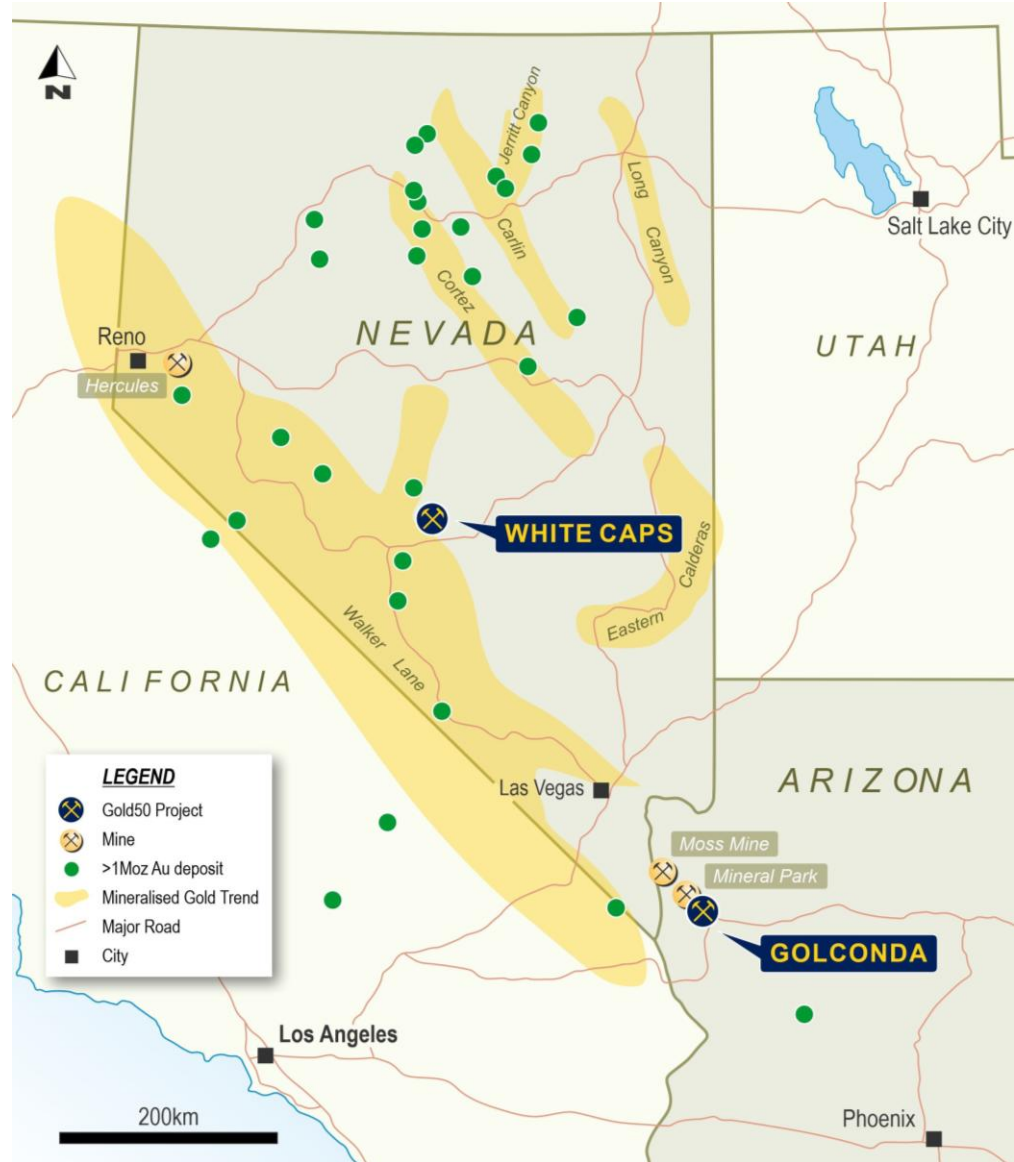 N
Jerritt Canyon
Long
Canyon
Carlin
Cortez
Salt Lake City
NEVADA
UTAH
Reno
Hercules
WHITE CAPS
Eastern
Calderas
Walker
Lane
CALIFORNIA
LEGEND
Gold50 Project
Mine
>1Moz Au deposit
Mineralised Gold Trend
Major Road
City
Las Vegas
ARIZONA
Moss Mine
Mineral Park
GOLCONDA
Los Angeles
200km
Phoenix